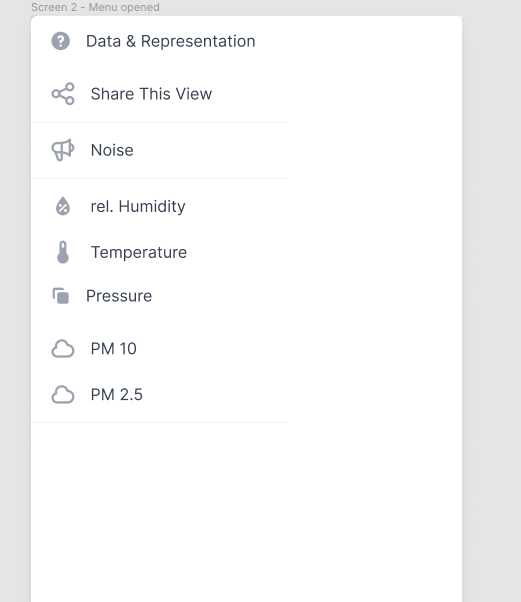 Screen 2 - Menu opened
Data & Representation
Share This View
Noise
rel. Humidity
Temperature
Pressure
PM 10
PM 2.5